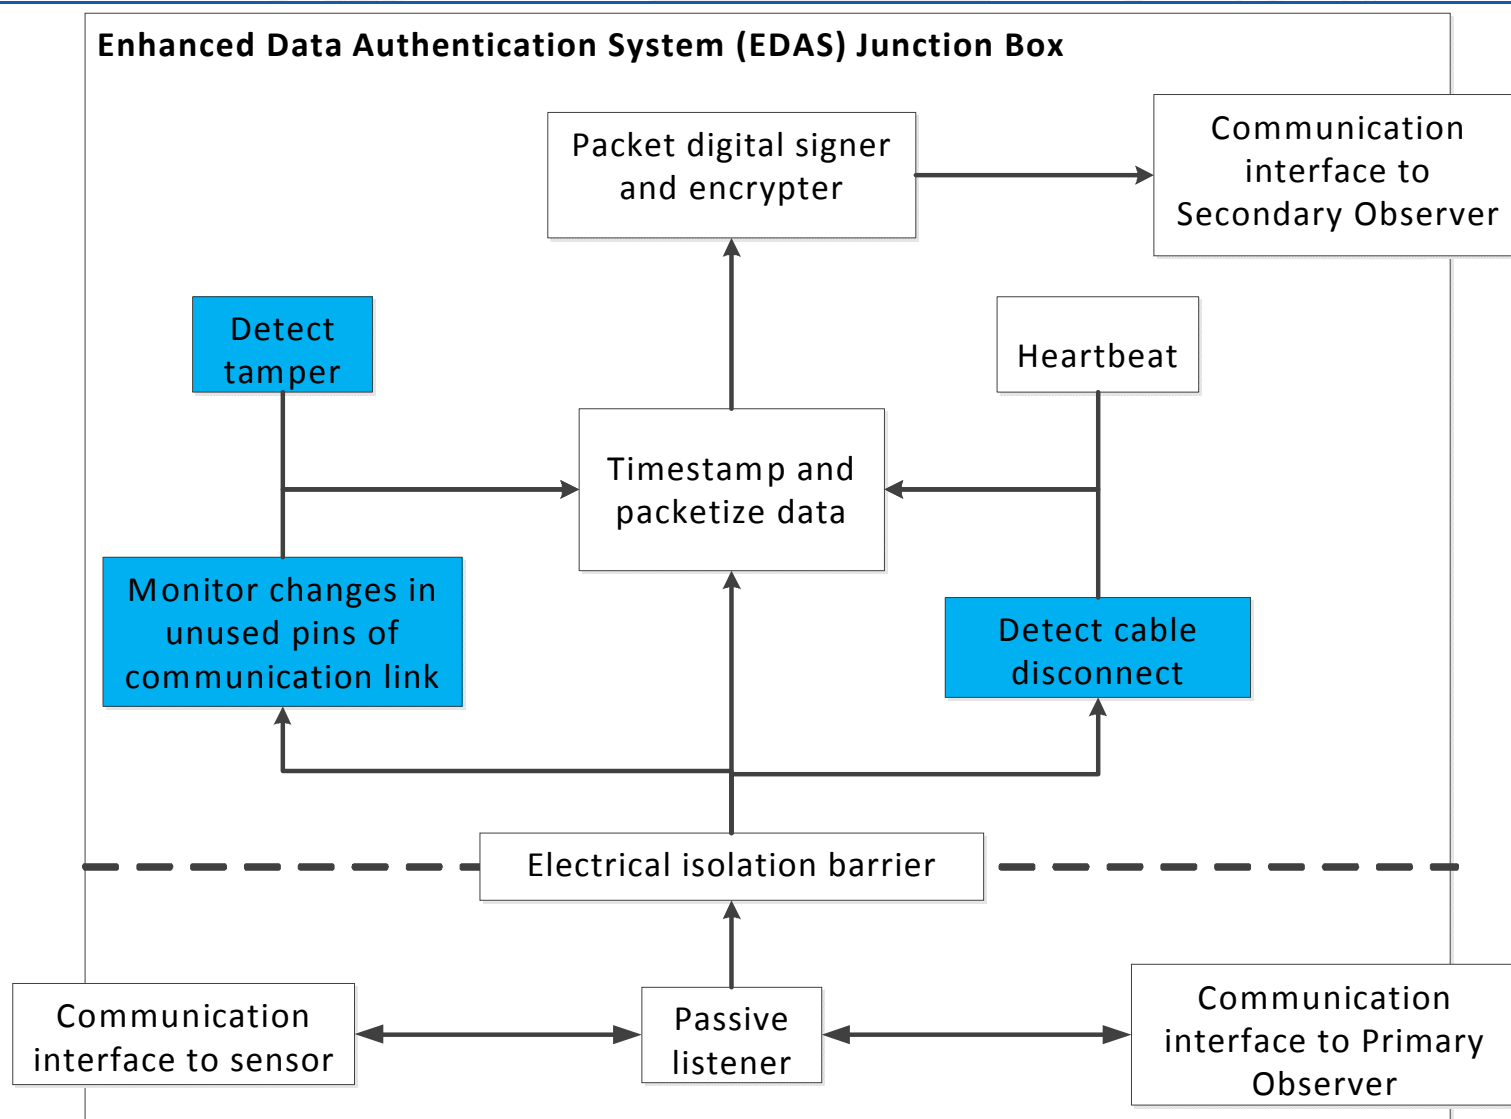 Enhanced Data Authentication System (EDAS) Junction Box
Packet digital signer
and encrypter
Communication
interface to
Secondary Observer
Detect
tamper
Heartbeat
Timestamp and
packetize data
Monitor changes in
unused pins of
communication link
Detect cable
disconnect
Electrical isolation barrier
Communication
interface to sensor
Passive
listener
Communication
interface to Primary
Observer